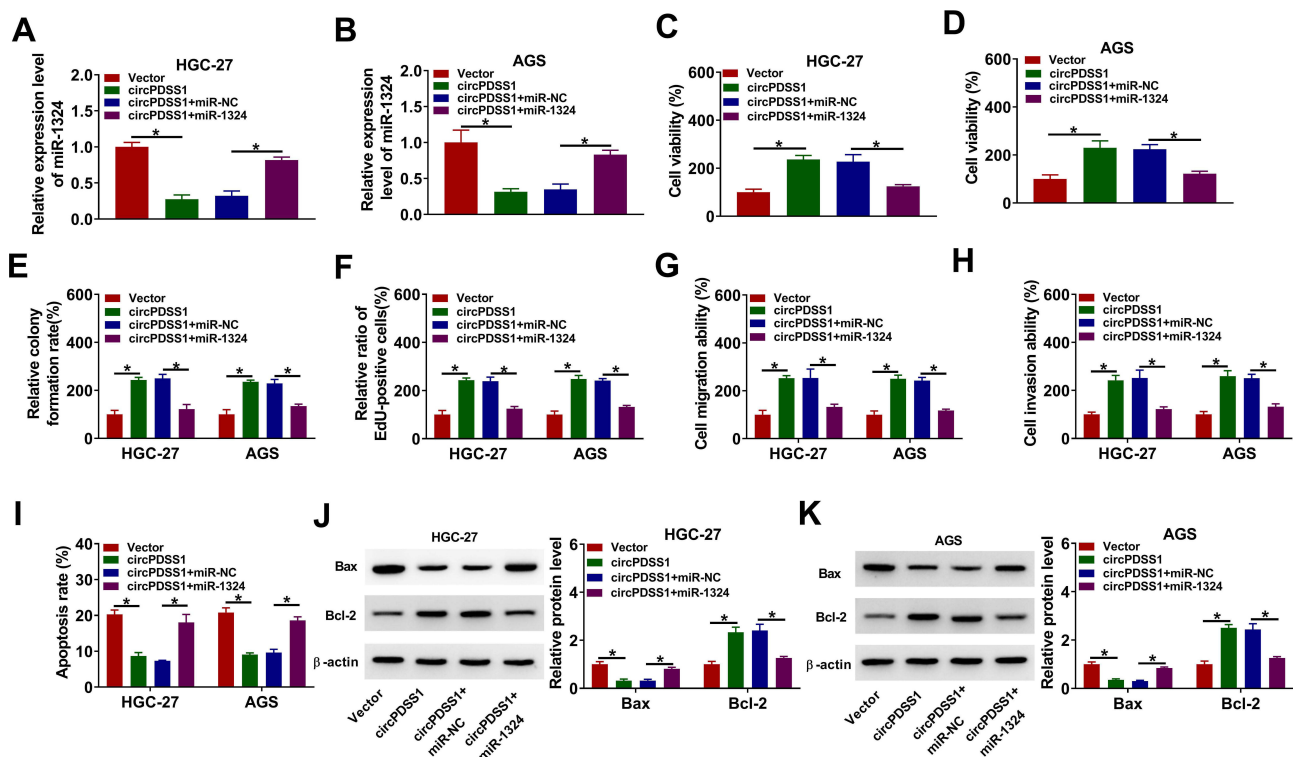 A
HGC-27
Relative expression level
of miR-1324
2.0
1.5
1.0
0.5
0.0
Vector
circPDSS1
circPDSS1+miR-NC
circPDSS1+miR-1324
*
*
B
AGS
Relative expression
level of miR-1324
2.0
1.5
1.0
0.5
0.0
Vector
circPDSS1
circPDSS1+miR-NC
circPDSS1+miR-1324
*
*
C
HGC-27
Cell viability (%)
600
400
200
0
Vector
circPDSS1
circPDSS1+miR-NC
circPDSS1+miR-1324
*
*
D
AGS
Cell viability (%)
600
400
200
0
Vector
circPDSS1
circPDSS1+miR-NC
circPDSS1+miR-1324
*
*
E
Relative colony
formation rate(%)
600
400
200
0
Vector
circPDSS1
circPDSS1+miR-NC
circPDSS1+miR-1324
*
*
*
*
HGC-27
AGS
F
Relative ratio of
EdU-positive cells(%)
600
400
200
0
Vector
circPDSS1
circPDSS1+miR-NC
circPDSS1+miR-1324
*
*
*
*
HGC-27
AGS
G
Cell migration ability (%)
600
400
200
0
Vector
circPDSS1
circPDSS1+miR-NC
circPDSS1+miR-1324
*
*
*
*
HGC-27
AGS
H
Cell invasion ability (%)
600
400
200
0
Vector
circPDSS1
circPDSS1+miR-NC
circPDSS1+miR-1324
*
*
*
*
HGC-27
AGS
I
Apoptosis rate (%)
40
30
20
10
0
Vector
circPDSS1
circPDSS1+miR-NC
circPDSS1+miR-1324
*
*
*
*
HGC-27
AGS
J
HGC-27
Bax
Bcl-2
β-actin
Vector
circPDSS1
circPDSS1+
miR-NC
circPDSS1+
miR-1324
HGC-27
Relative protein level
6
4
2
0
Vector
circPDSS1
circPDSS1+miR-NC
circPDSS1+miR-1324
*
*
*
*
Bax
Bcl-2
K
AGS
Bax
Bcl-2
β-actin
Vector
circPDSS1
circPDSS1+
miR-NC
circPDSS1+
miR-1324
AGS
Relative protein level
6
4
2
0
Vector
circPDSS1
circPDSS1+miR-NC
circPDSS1+miR-1324
*
*
*
*
Bax
Bcl-2